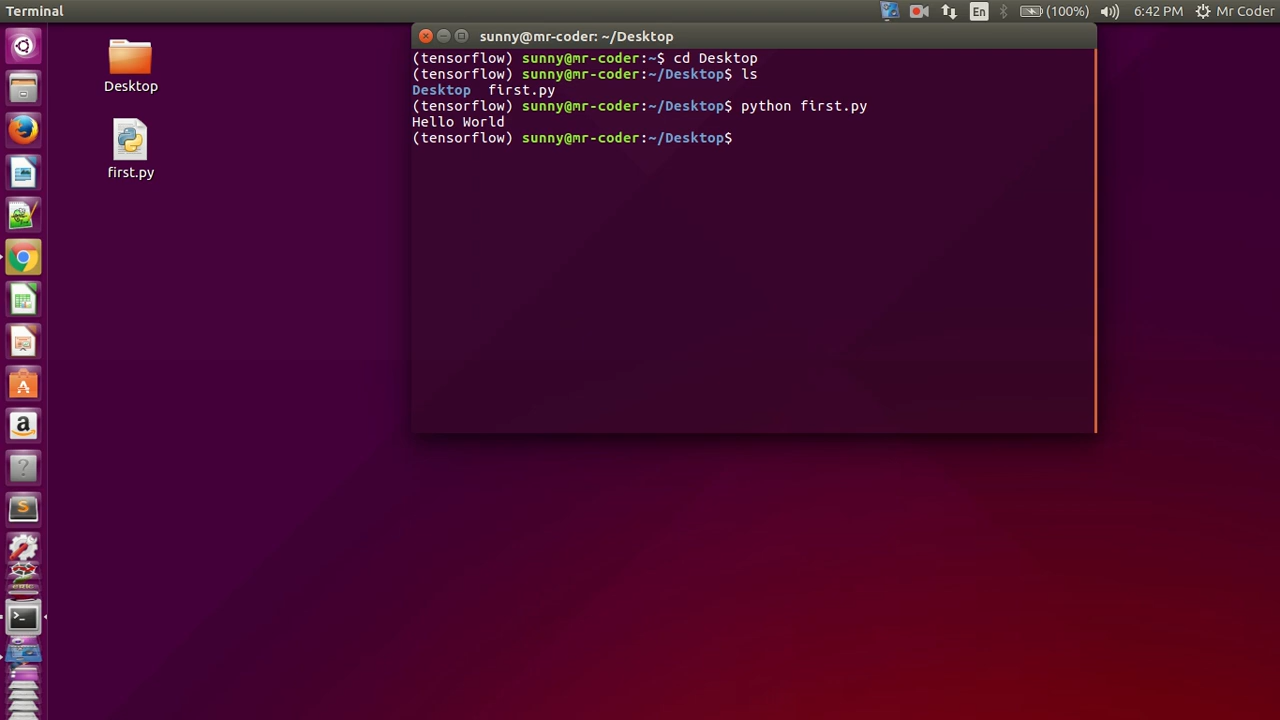 Terminal
En
(100%)
6:42 PM
Mr Coder
Desktop
first.py
sunny@mr-coder: ~/Desktop
(tensorflow) sunny@mr-coder:~$ cd Desktop
(tensorflow) sunny@mr-coder:~/Desktop$ ls
Desktop  first.py
(tensorflow) sunny@mr-coder:~/Desktop$ python first.py
Hello World
(tensorflow) sunny@mr-coder:~/Desktop$